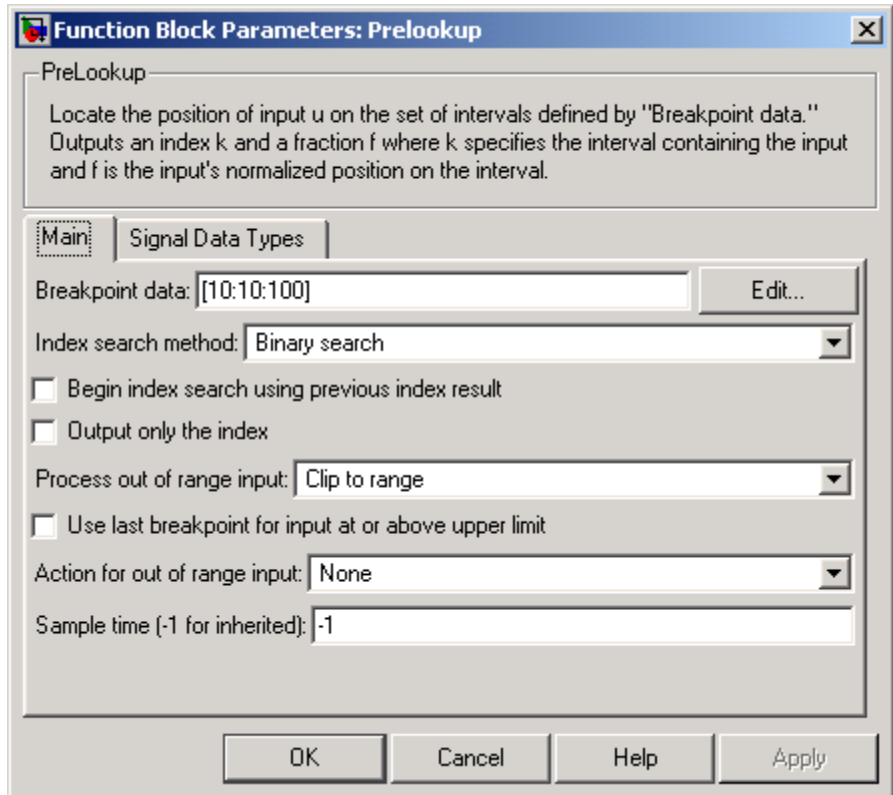 Function Block Parameters: Prelookup
PreLookup
Locate the position of input u on the set of intervals defined by "Breakpoint data."
Outputs an index k and a fraction f where k specifies the interval containing the input
and f is the input's normalized position on the interval.
Main Signal Data Types
Breakpoint data: [10:10:100] Edit...
Index search method: Binary search
Begin index search using previous index result
Output only the index
Process out of range input: Clip to range
Use last breakpoint for input at or above upper limit
Action for out of range input: None
Sample time (-1 for inherited): -1
OK Cancel Help Apply